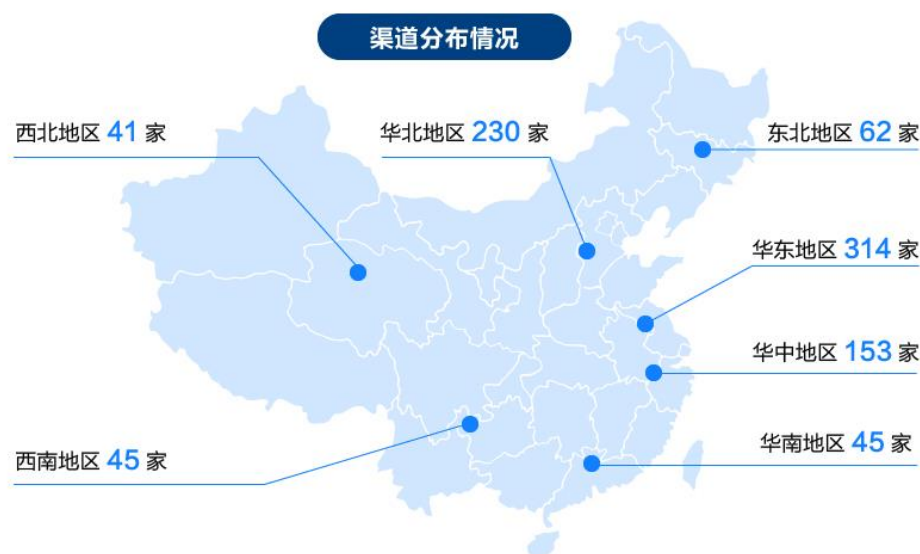 渠道分布情况
西北地区 41 家
华北地区 230 家
东北地区 62 家
华东地区 314 家
华中地区 153 家
西南地区 45 家
华南地区 45 家